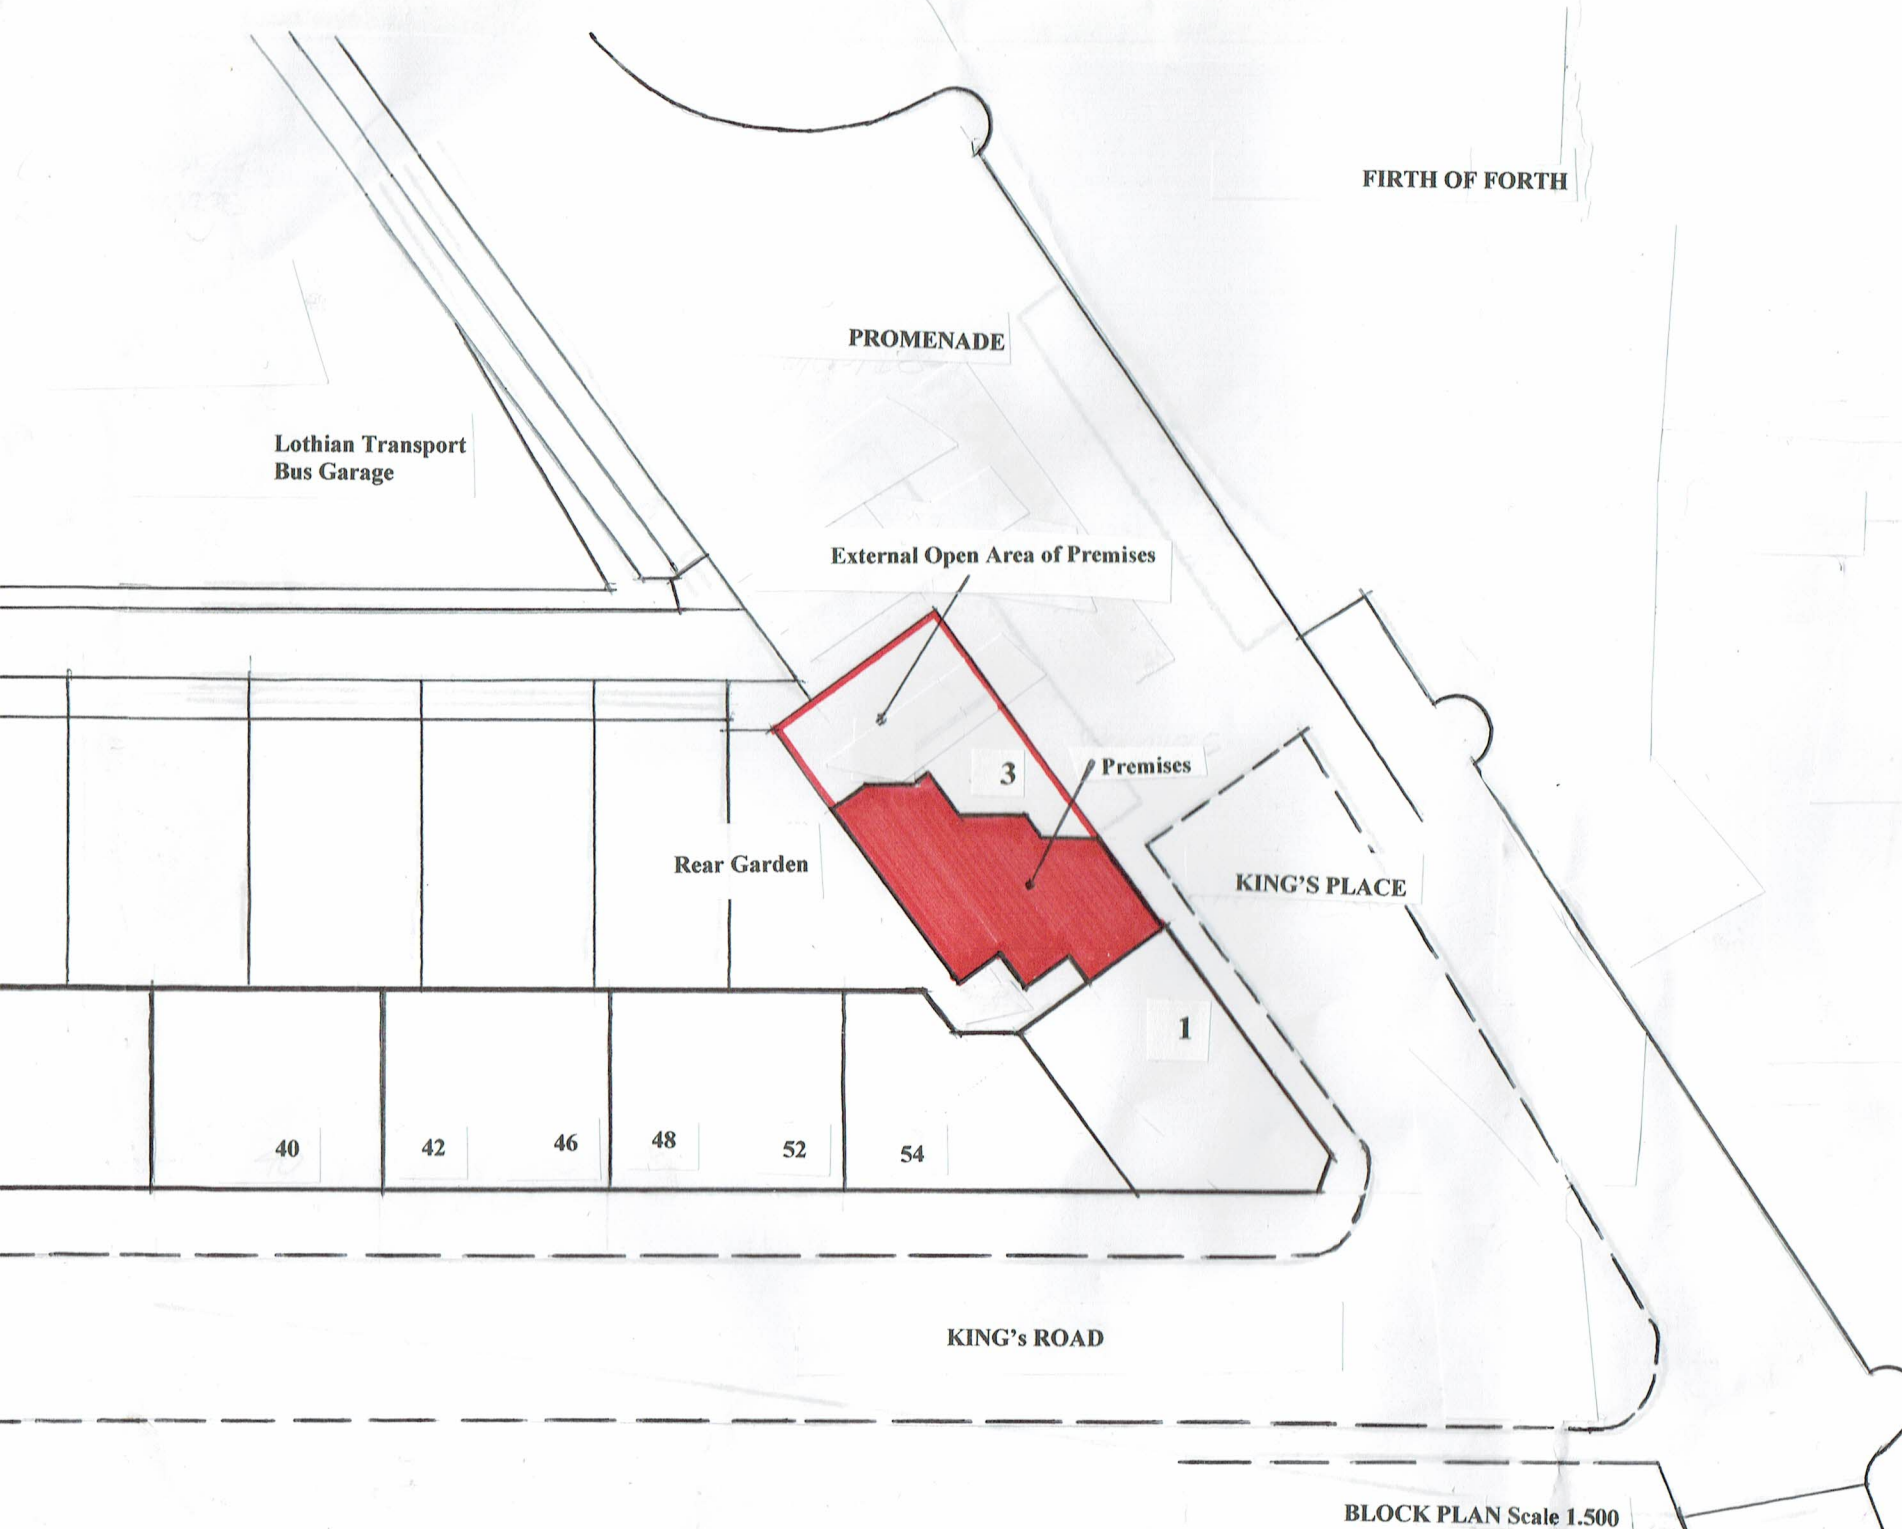 FIRTH OF FORTH
PROMENADE
Lothian Transport
Bus Garage
External Open Area of Premises
3
Premises
Rear Garden
KING'S PLACE
1
40
42
46
48
52
54
KING's ROAD
BLOCK PLAN Scale 1.500